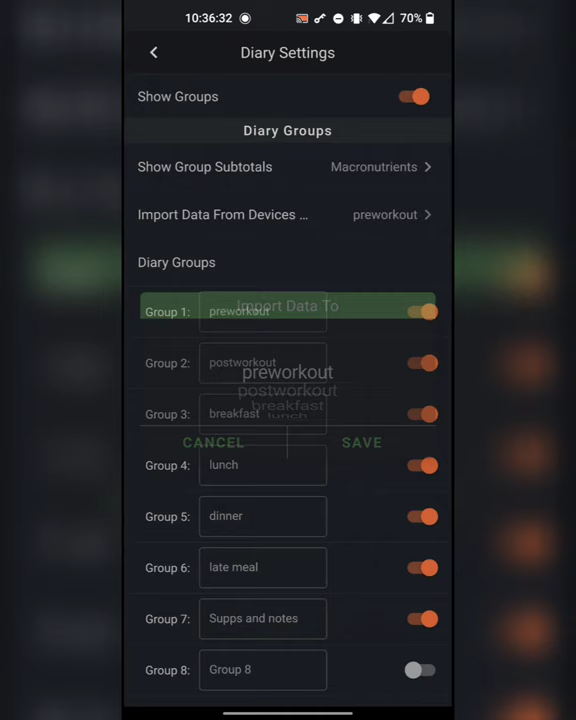 10:36:32 70%
Diary Settings
Show Groups
Diary Groups
Show Group Subtotals Macronutrients
Import Data From Devices ... preworkout
Diary Groups
Import Data To
Group 1: preworkout
Group 2: postworkout
preworkout
postworkout
breakfast
lunch
Group 3: breakfast
CANCEL SAVE
Group 4: lunch
Group 5: dinner
Group 6: late meal
Group 7: Supps and notes
Group 8: Group 8